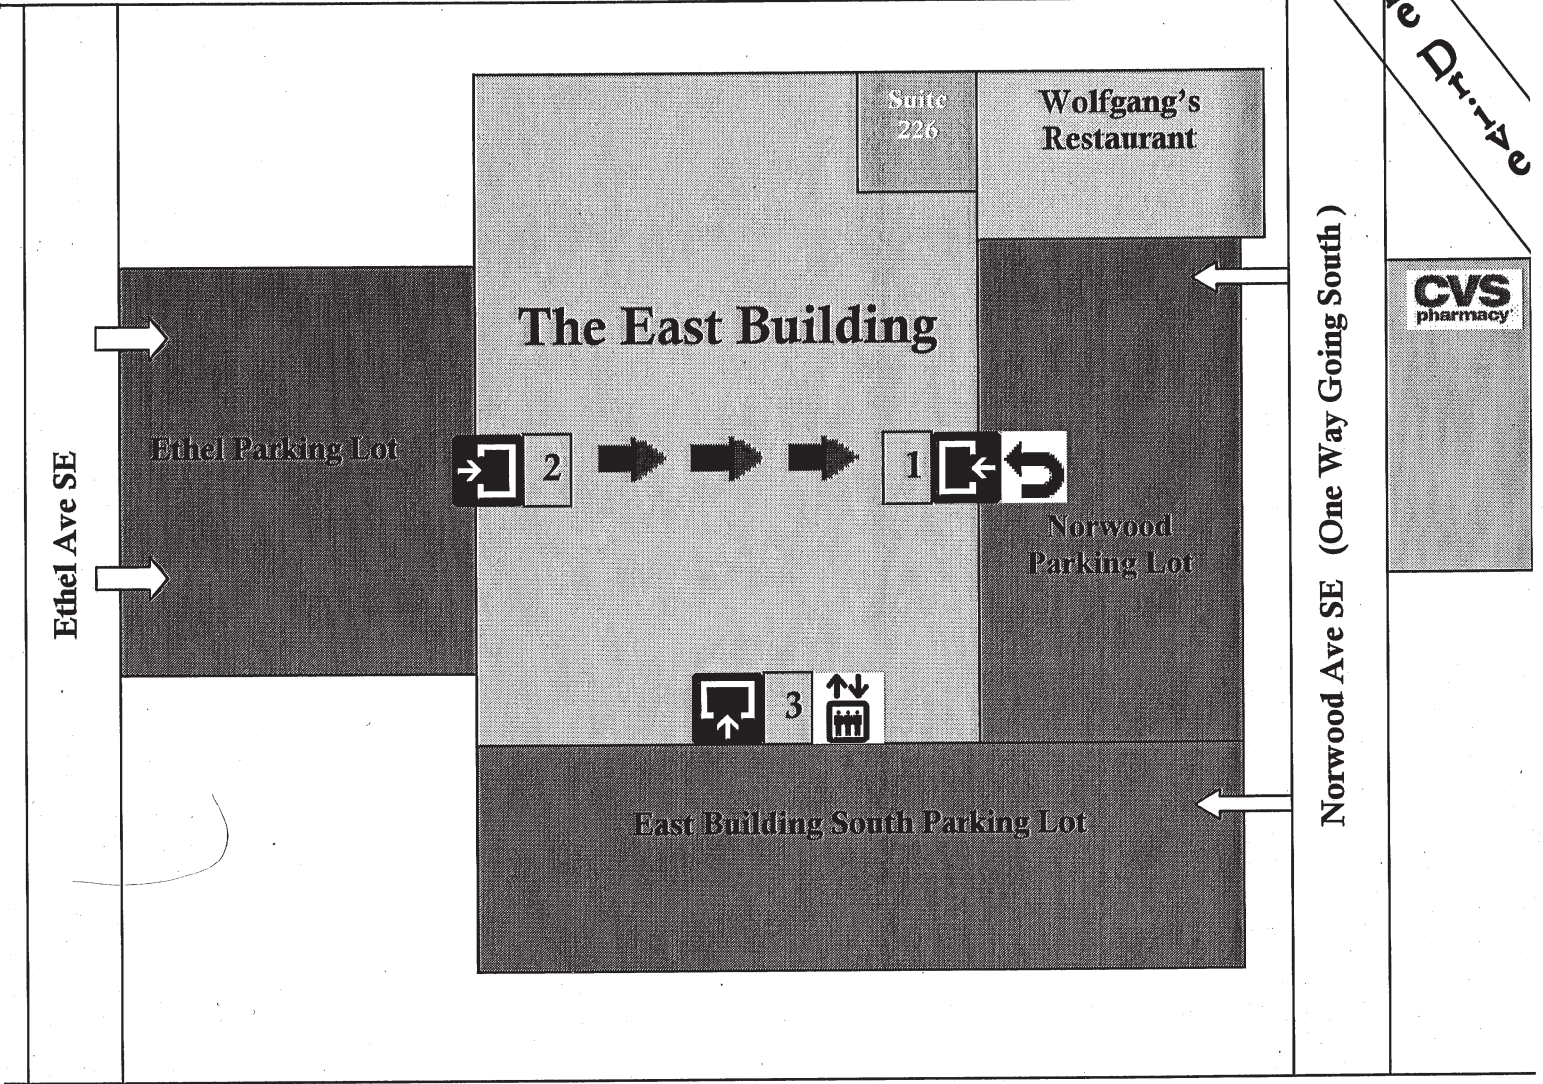 e Drive
Suite
226
Wolfgang's
Restaurant
The East Building
CVS
pharmacy
Ethel Parking Lot
2
1
Norwood
Parking Lot
3
East Building South Parking Lot
Ethel Ave SE
Norwood Ave SE (One Way Going South)